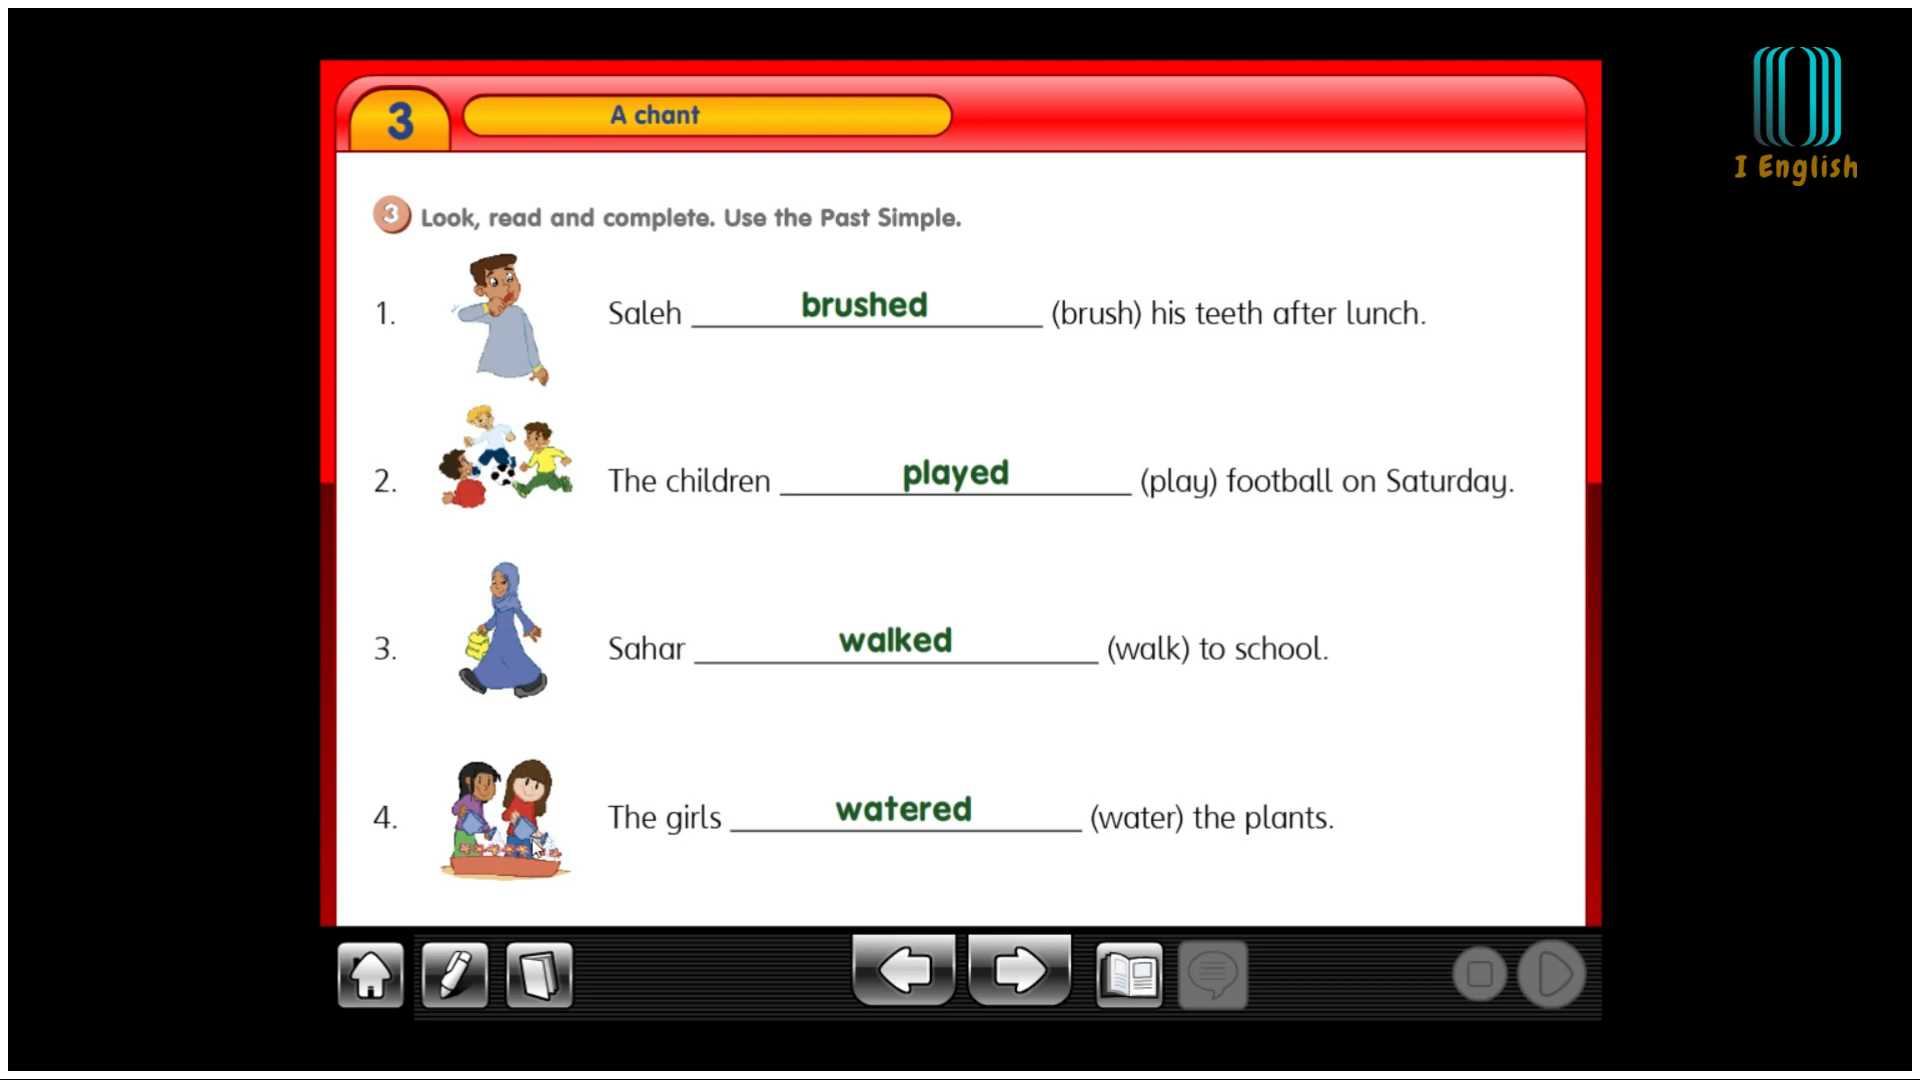 3 A chant
I English
3 Look, read and complete. Use the Past Simple.
1. Saleh brushed (brush) his teeth after lunch.
2. The children played (play) football on Saturday.
3. Sahar walked (walk) to school.
4. The girls watered (water) the plants.